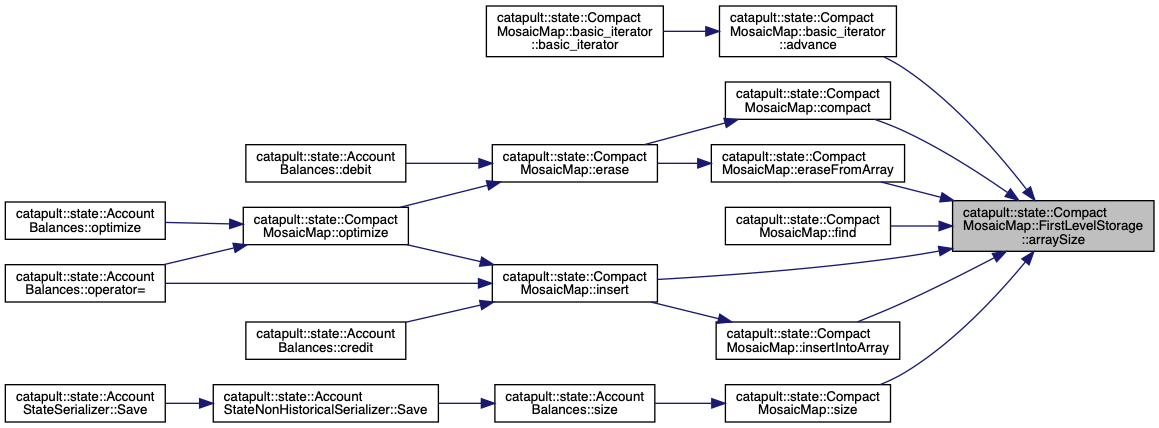 catapult::state::Compact
MosaicMap::basic_iterator
::basic_iterator
catapult::state::Compact
MosaicMap::basic_iterator
::advance
catapult::state::Compact
MosaicMap::compact
catapult::state::Account
Balances::debit
catapult::state::Compact
MosaicMap::erase
catapult::state::Compact
MosaicMap::eraseFromArray
catapult::state::Account
Balances::optimize
catapult::state::Compact
MosaicMap::optimize
catapult::state::Compact
MosaicMap::find
catapult::state::Compact
MosaicMap::FirstLevelStorage
::arraySize
catapult::state::Account
Balances::operator=
catapult::state::Compact
MosaicMap::insert
catapult::state::Account
Balances::credit
catapult::state::Compact
MosaicMap::insertIntoArray
catapult::state::Account
StateSerializer::Save
catapult::state::Account
StateNonHistoricalSerializer::Save
catapult::state::Account
Balances::size
catapult::state::Compact
MosaicMap::size